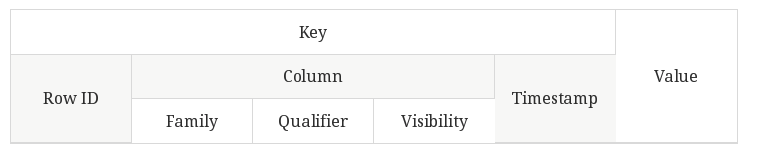 Key
Value
Row ID
Column
Timestamp
Family
Qualifier
Visibility